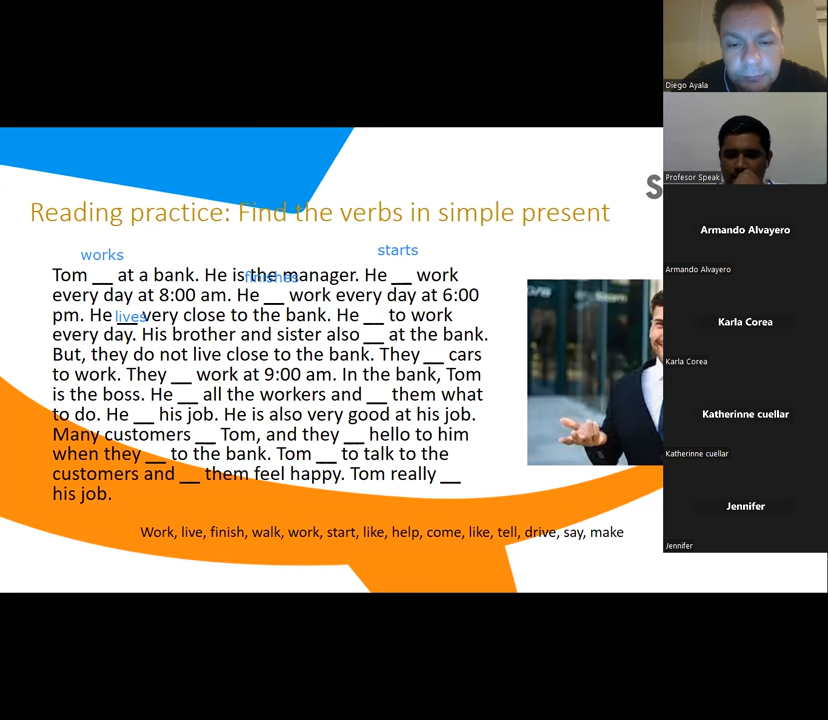 Diego Ayala
Profesor Speak
S
Reading practice: Find the verbs in simple present
works
starts
Tom __ at a bank. He is the manager. He __ work
finishes
every day at 8:00 am. He __ work every day at 6:00
pm. He __ very close to the bank. He __ to work
lives
every day. His brother and sister also __ at the bank.
But, they do not live close to the bank. They __ cars
to work. They __ work at 9:00 am. In the bank, Tom
is the boss. He __ all the workers and __ them what
to do. He __ his job. He is also very good at his job.
Many customers __ Tom, and they __ hello to him
when they __ to the bank. Tom __ to talk to the
customers and __ them feel happy. Tom really __
his job.
Work, live, finish, walk, work, start, like, help, come, like, tell, drive, say, make
Armando Alvayero
Armando Alvayero
Karla Corea
Karla Corea
Katherinne cuellar
Katherinne cuellar
Jennifer
Jennifer